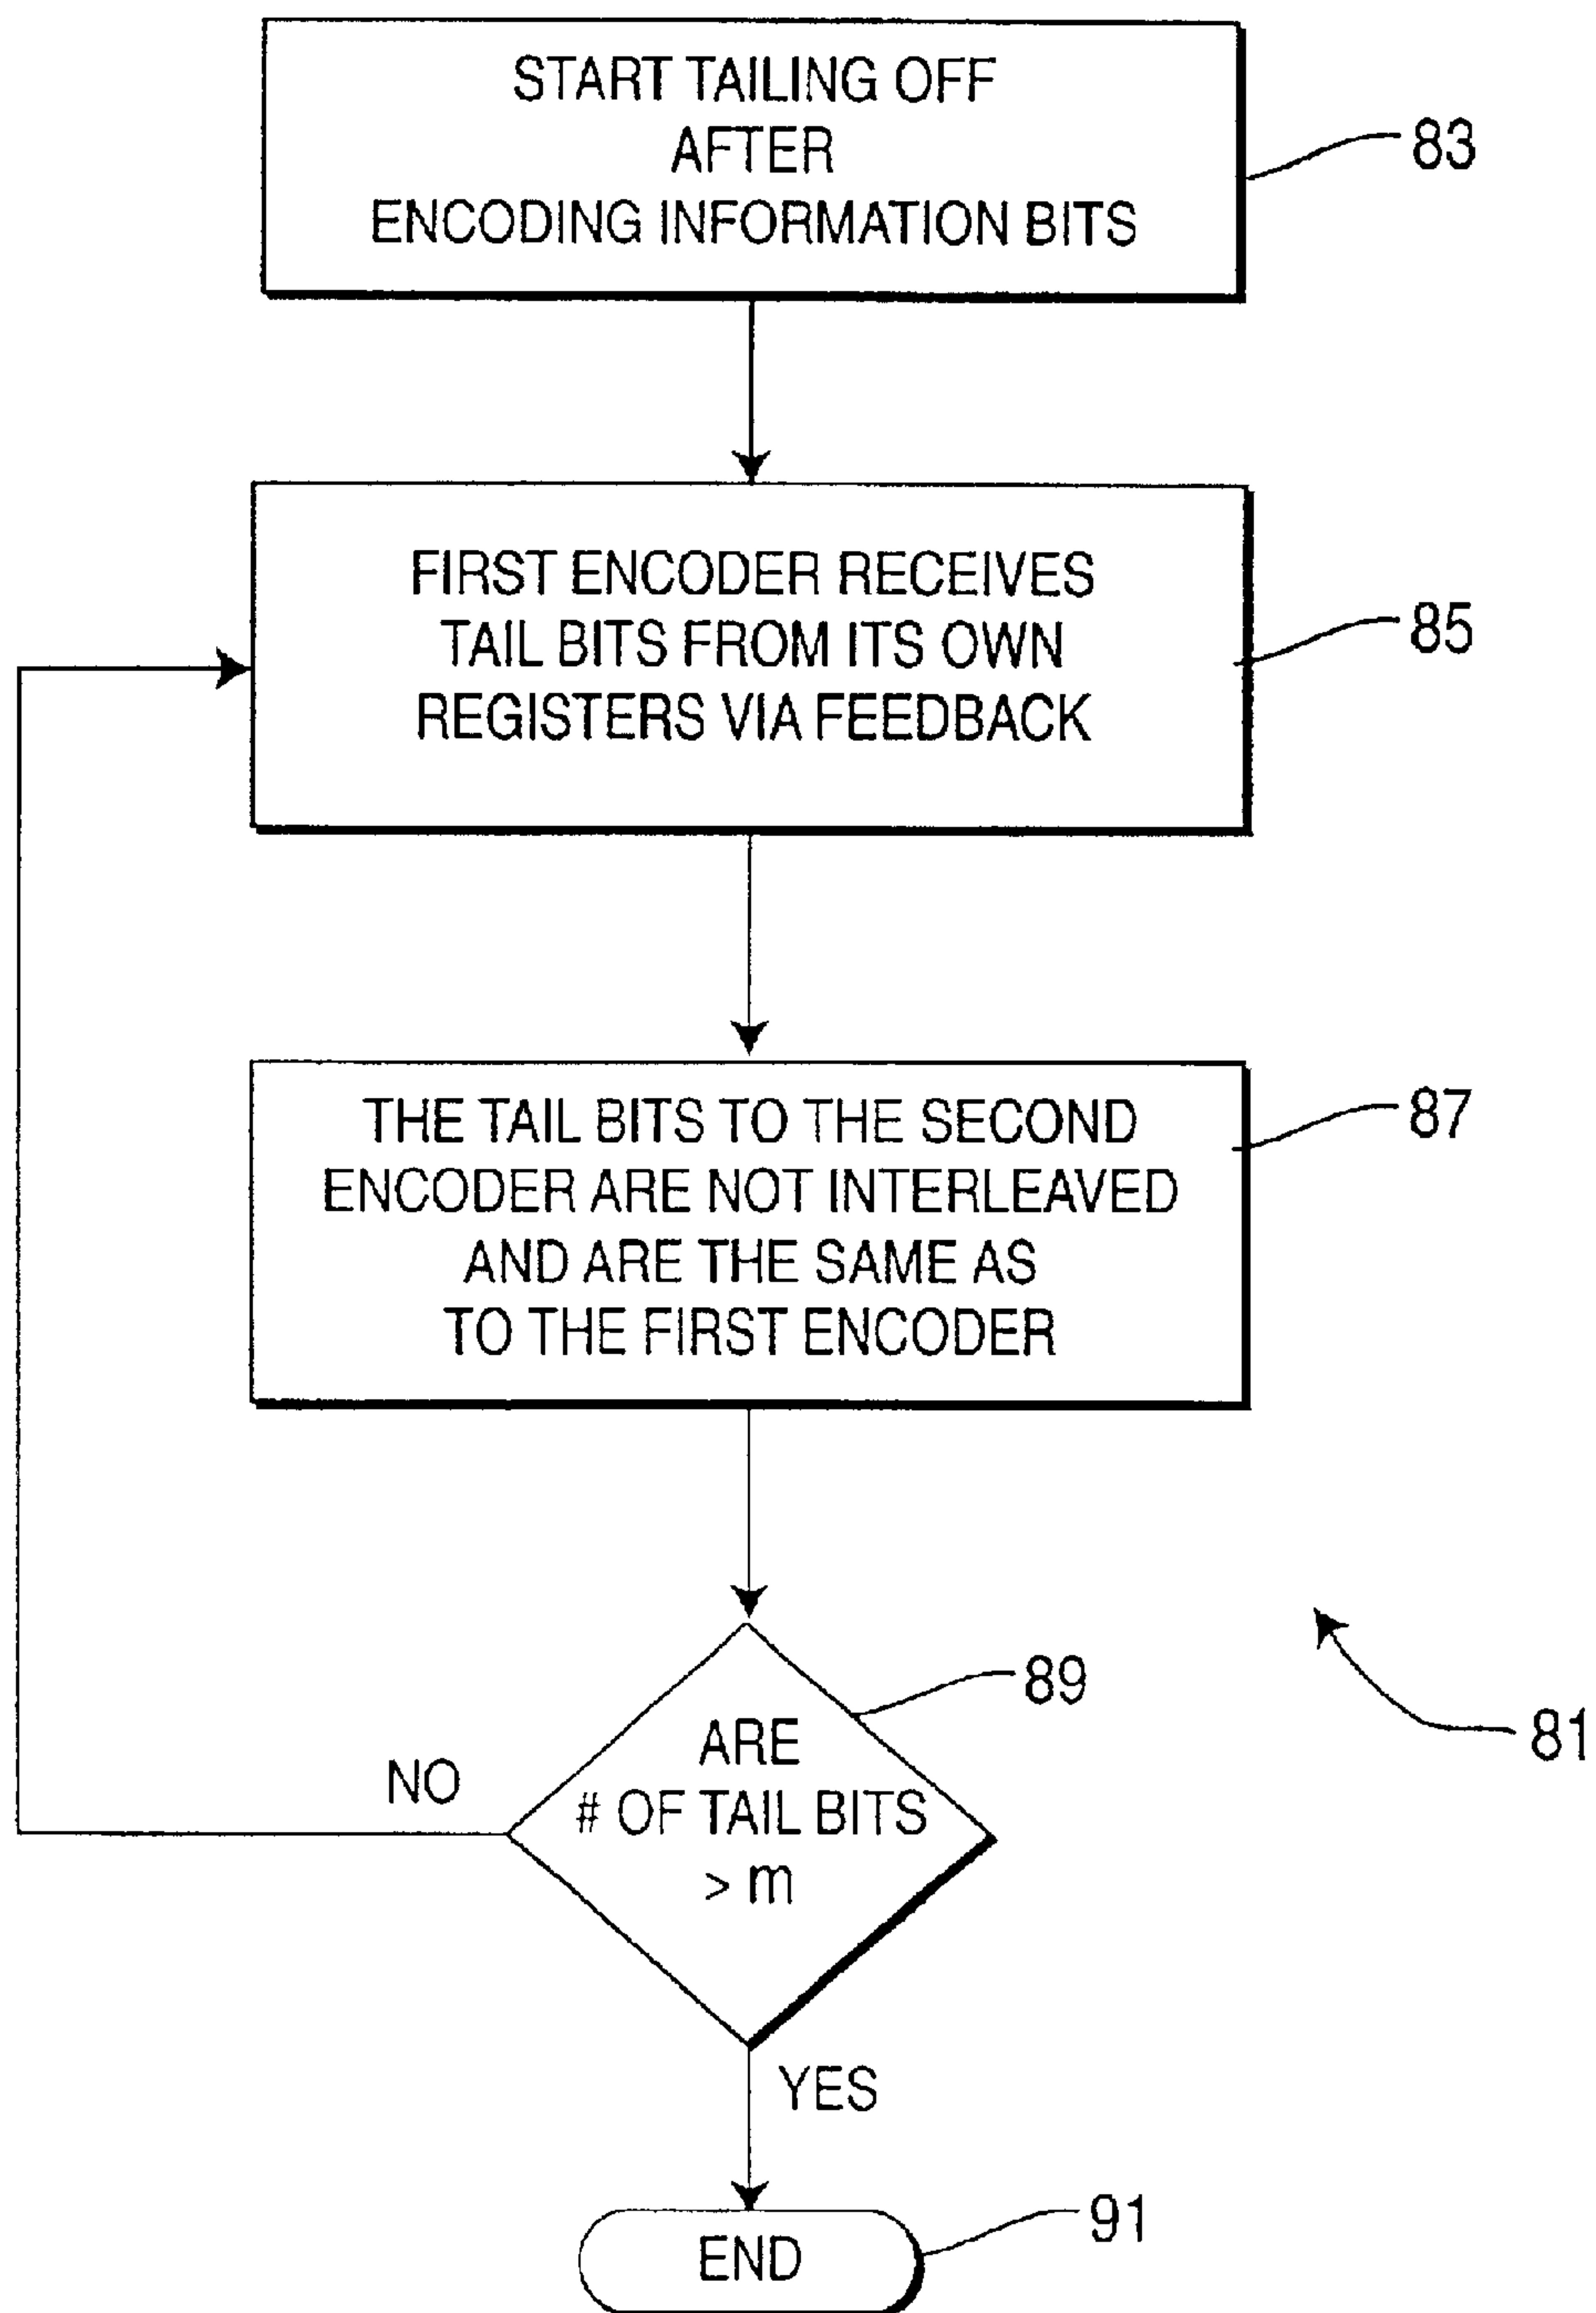 START TAILING OFF
AFTER
ENCODING INFORMATION BITS
83
FIRST ENCODER RECEIVES
TAIL BITS FROM ITS OWN
REGISTERS VIA FEEDBACK
85
THE TAIL BITS TO THE SECOND
ENCODER ARE NOT INTERLEAVED
AND ARE THE SAME AS
TO THE FIRST ENCODER
87
ARE
# OF TAIL BITS
> m
89
NO
81
YES
END
91